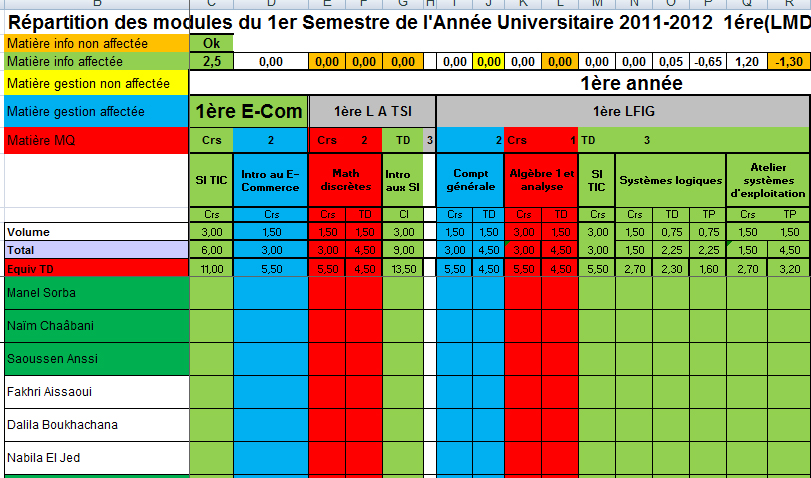 B C D E F G H I J K L M N O P Q R
Répartition des modules du 1er Semestre de l'Année Universitaire 2011-2012 1ére(LMD
Matière info non affectée Ok
Matière info affectée 2,5 0,00 0,00 0,00 0,00 0,00 0,00 0,00 0,00 0,00 0,00 0,05 -0,65 1,20 -1,30
Matière gestion non affectée 1ère année
Matière gestion affectée 1ère E-Com 1ère L A TSI 1ère LFIG
Matière MQ Crs 2 Crs 2 TD 3 2 Crs 1 TD 3
SI TIC Intro au E-Commerce Math discrètes Intro aux SI Compt générale Algèbre 1 et analyse SI TIC Systèmes logiques Atelier systèmes d'exploitation
Crs Crs Crs TD CI Crs TD Crs TD Crs Crs TD TP Crs TP
Volume 3,00 1,50 1,50 1,50 3,00 1,50 1,50 3,00 1,50 3,00 1,50 0,75 0,75 1,50 1,50
Total 6,00 3,00 3,00 4,50 9,00 3,00 4,50 3,00 4,50 3,00 1,50 2,25 2,25 1,50 4,50
Equiv TD 11,00 5,50 5,50 4,50 13,50 5,50 4,50 5,50 4,50 5,50 2,70 2,30 1,60 2,70 3,20
Manel Sorba
Naïm Chaâbani
Saoussen Anssi
Fakhri Aissaoui
Dalila Boukhachana
Nabila El Jed